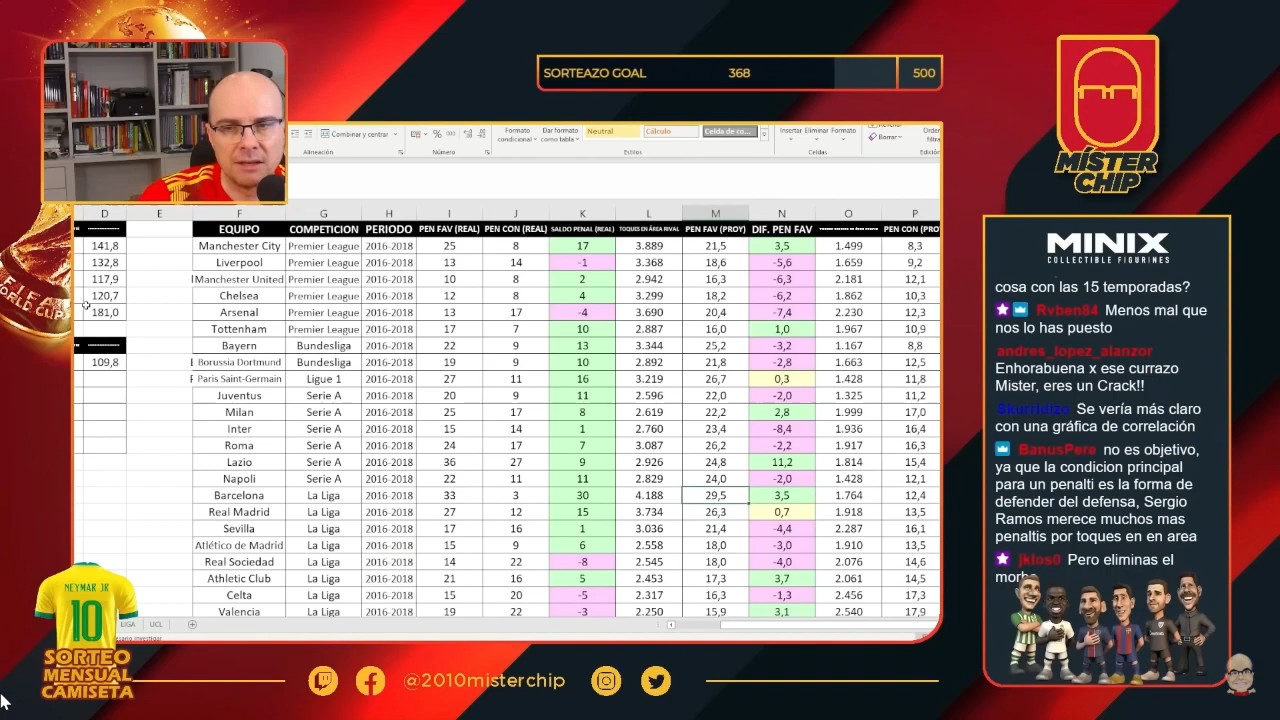 SORTEAZO GOAL 368 500
MÍSTER
CHIP
FIFA
WORLD CUP
Combinar y centrar
Formato
condicional
Dar formato
como tabla
Neutral
Cálculo
Celda de co...
Insertar Eliminar Formato
Borrar
Alineación
Número
Estilos
Celdas
Edición
D E F G H I J K L M N O P
EQUIPO COMPETICION PERIODO PEN FAV (REAL) PEN CON (REAL) SALDO PENAL (REAL) TOQUES EN ÁREA RIVAL PEN FAV (PROY) DIF. PEN FAV PEN CON (PRO
141,8 Manchester City Premier League 2016-2018 25 8 17 3.889 21,5 3,5 1.499 8,3
132,8 Liverpool Premier League 2016-2018 13 14 -1 3.368 18,6 -5,6 1.659 9,2
117,9 Manchester United Premier League 2016-2018 10 8 2 2.942 16,3 -6,3 2.181 12,1
120,7 Chelsea Premier League 2016-2018 12 8 4 3.299 18,2 -6,2 1.862 10,3
181,0 Arsenal Premier League 2016-2018 13 17 -4 3.690 20,4 -7,4 2.230 12,3
Tottenham Premier League 2016-2018 17 7 10 2.887 16,0 1,0 1.967 10,9
Bayern Bundesliga 2016-2018 22 9 13 3.344 25,2 -3,2 1.167 8,8
109,8 Borussia Dortmund Bundesliga 2016-2018 19 9 10 2.892 21,8 -2,8 1.663 12,5
Paris Saint-Germain Ligue 1 2016-2018 27 11 16 3.219 26,7 0,3 1.428 11,8
Juventus Serie A 2016-2018 20 9 11 2.596 22,0 -2,0 1.325 11,2
Milan Serie A 2016-2018 25 17 8 2.619 22,2 2,8 1.999 17,0
Inter Serie A 2016-2018 15 14 1 2.760 23,4 -8,4 1.936 16,4
Roma Serie A 2016-2018 24 17 7 3.087 26,2 -2,2 1.917 16,3
Lazio Serie A 2016-2018 36 27 9 2.926 24,8 11,2 1.814 15,4
Napoli Serie A 2016-2018 22 11 11 2.829 24,0 -2,0 1.428 12,1
Barcelona La Liga 2016-2018 33 3 30 4.188 29,5 3,5 1.764 12,4
Real Madrid La Liga 2016-2018 27 12 15 3.734 26,3 0,7 1.918 13,5
Sevilla La Liga 2016-2018 17 16 1 3.036 21,4 -4,4 2.287 16,1
Atlético de Madrid La Liga 2016-2018 15 9 6 2.558 18,0 -3,0 1.910 13,5
Real Sociedad La Liga 2016-2018 14 22 -8 2.545 18,0 -4,0 2.076 14,6
Athletic Club La Liga 2016-2018 21 16 5 2.453 17,3 3,7 2.061 14,5
Celta La Liga 2016-2018 15 20 -5 2.317 16,3 -1,3 2.456 17,3
Valencia La Liga 2016-2018 19 22 -3 2.250 15,9 3,1 2.540 17,9
LIGA UCL
MINIX
COLLECTIBLE FIGURINES
cosa con las 15 temporadas?
Rvben84 Menos mal que
nos lo has puesto
andres_lopez_alanzor
Enhorabuena x ese currazo
Mister, eres un Crack!!
Skurridizo Se vería más claro
con una gráfica de correlación
BanusPere no es objetivo,
ya que la condicion principal
para un penalti es la forma de
defender del defensa, Sergio
Ramos merece muchos mas
penaltis por toques en en area
jklos0 Pero eliminas el
NEYMAR JR
10
SORTEO
MENSUAL
CAMISETA
@2010misterchip